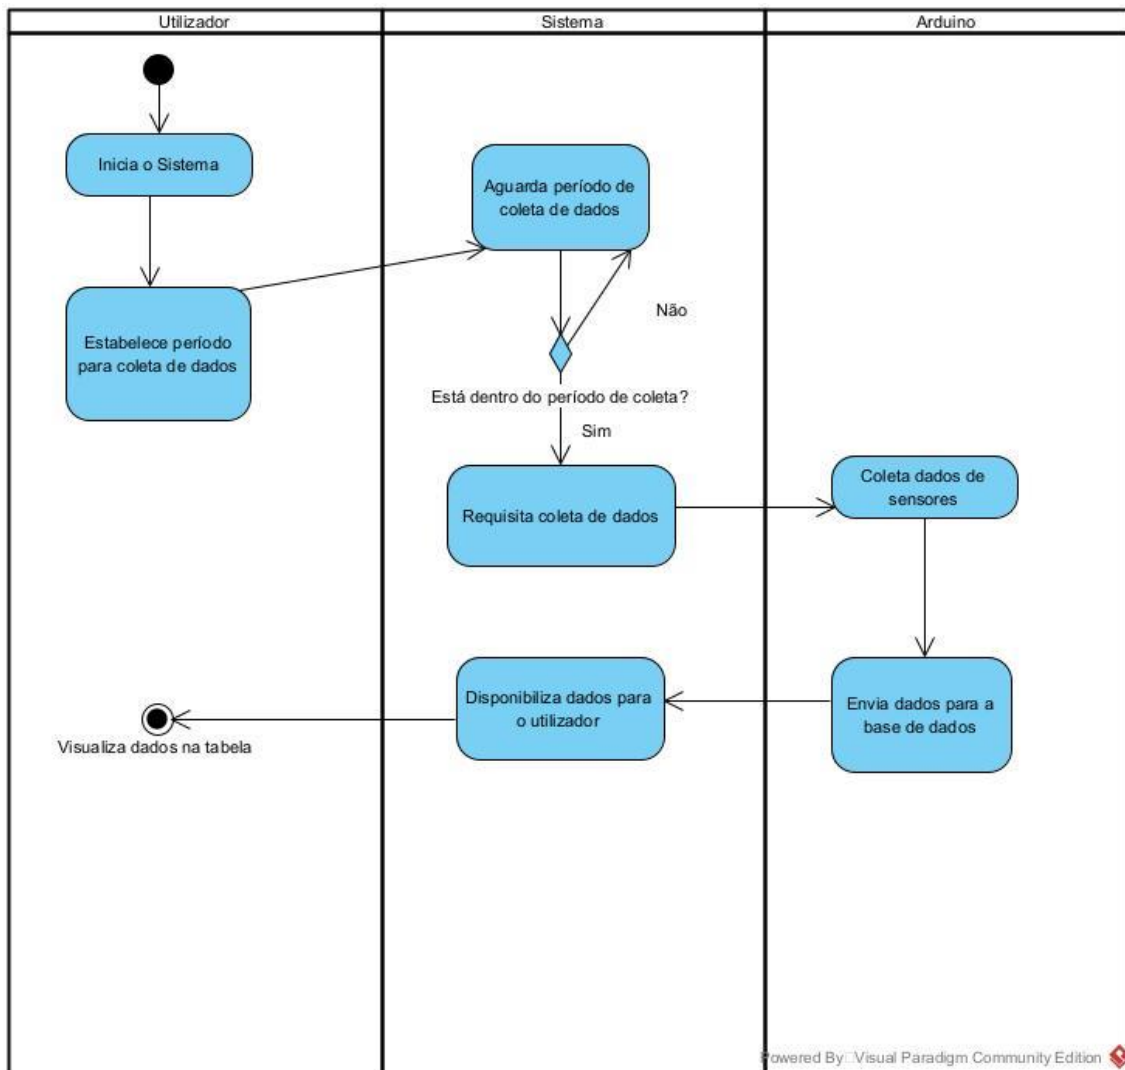 Utilizador
Sistema
Arduino
Inicia o Sistema
Aguarda período de
coleta de dados
Não
Estabelece período
para coleta de dados
Está dentro do período de coleta?
Sim
Coleta dados de
sensores
Requisita coleta de dados
Disponibiliza dados para
o utilizador
Envia dados para a
base de dados
Visualiza dados na tabela
Powered By Visual Paradigm Community Edition